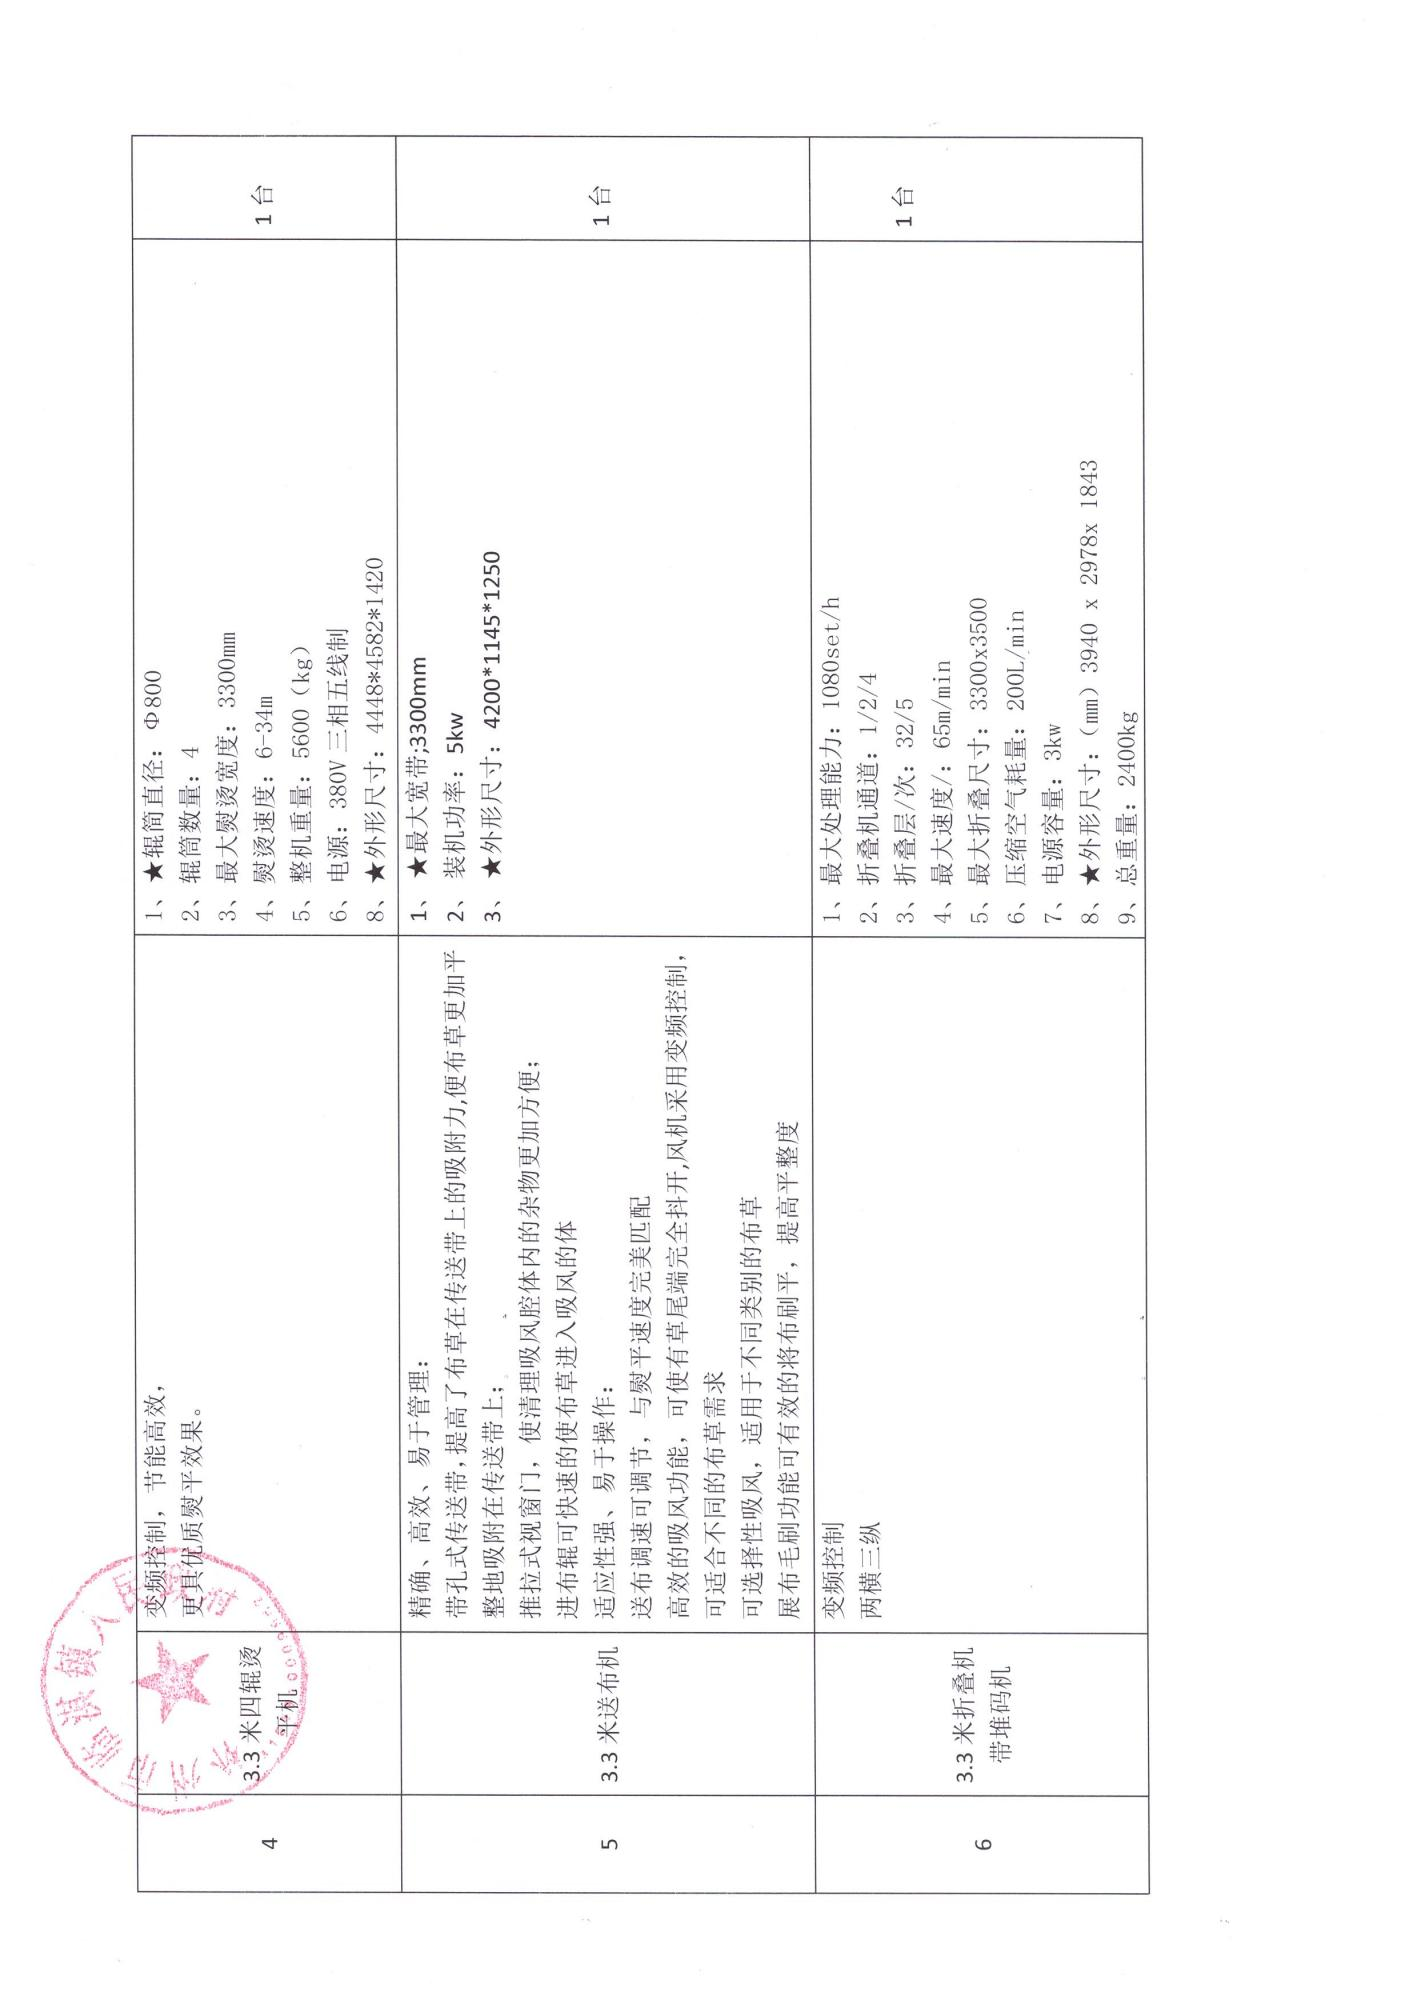 4
3.3 米四辊烫
平机
变频控制，节能高效，
更具优质熨平效果。
1、★辊筒直径：Φ800
2、辊筒数量：4
3、最大熨烫宽度：3300mm
4、熨烫速度：6-34m
5、整机重量：5600（kg）
6、电源：380V 三相五线制
8、★外形尺寸：4448*4582*1420
1 台
5
3.3 米送布机
精确、高效、易于管理：
带孔式传送带,提高了布草在传送带上的吸附力,便布草更加平
整地吸附在传送带上；
推拉式视窗门，使清理吸风腔体内的杂物更加方便；
进布辊可快速的使布草进入吸风的体
适应性强、易于操作：
送布调速可调节，与熨平速度完美匹配
高效的吸风功能，可使有草尾端完全抖开,风机采用变频控制，
可适合不同的布草需求
可选择性吸风，适用于不同类别的布草
展布毛刷功能可有效的将布刷平，提高平整度
1、★最大宽带;3300mm
2、装机功率：5kw
3、★外形尺寸：4200*1145*1250
1 台
6
3.3 米折叠机
带堆码机
变频控制
两横三纵
1、最大处理能力：1080set/h
2、折叠机通道：1/2/4
3、折叠层/次：32/5
4、最大速度/：65m/min
5、最大折叠尺寸：3300x3500
6、压缩空气耗量：200L/min
7、电源容量：3kw
8、★外形尺寸：（mm）3940 x 2978x 1843
9、总重量：2400kg
1 台